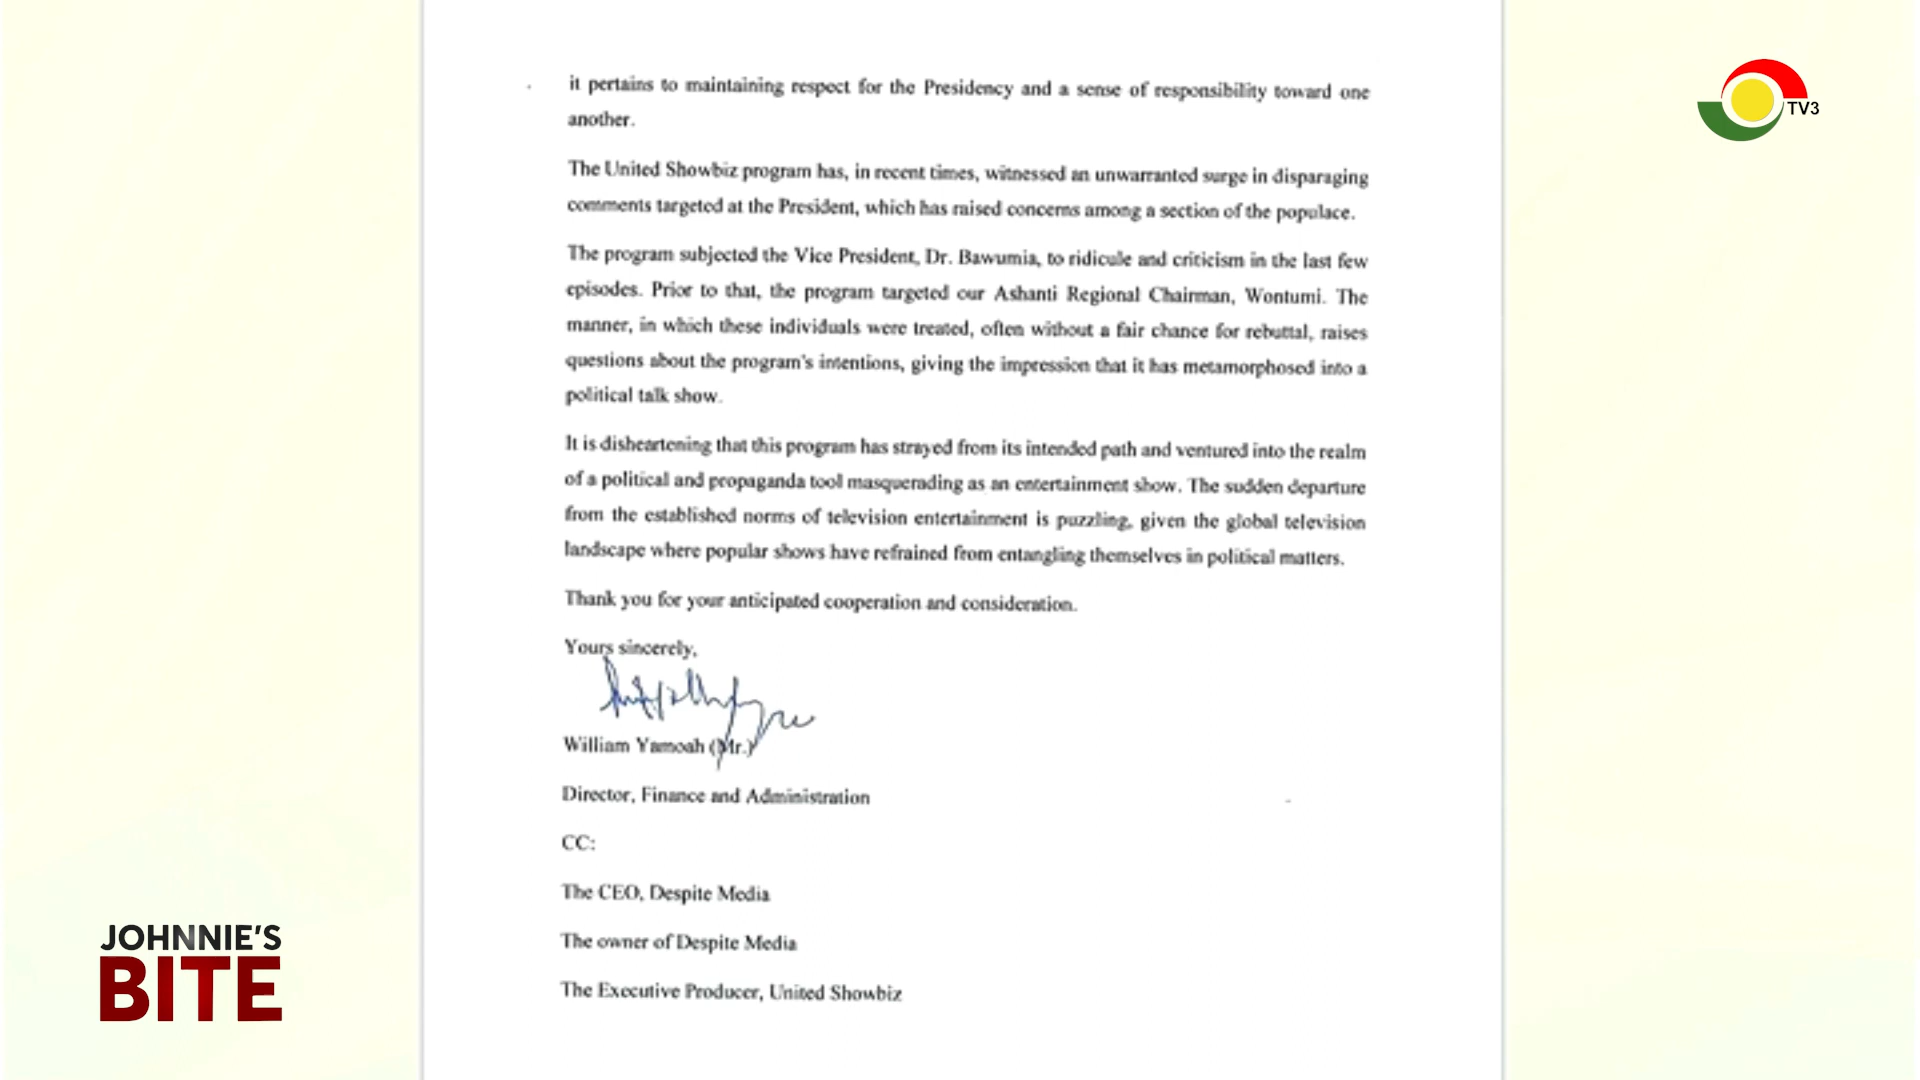 TV3
it pertains to maintaining respect for the Presidency and a sense of responsibility toward one
another.
The United Showbiz program has, in recent times, witnessed an unwarranted surge in disparaging
comments targeted at the President, which has raised concerns among a section of the populace.
The program subjected the Vice President, Dr. Bawumia, to ridicule and criticism in the last few
episodes. Prior to that, the program targeted our Ashanti Regional Chairman, Wontumi. The
manner, in which these individuals were treated, often without a fair chance for rebuttal, raises
questions about the program's intentions, giving the impression that it has metamorphosed into a
political talk show.
It is disheartening that this program has strayed from its intended path and ventured into the realm
of a political and propaganda tool masquerading as an entertainment show. The sudden departure
from the established norms of television entertainment is puzzling, given the global television
landscape where popular shows have refrained from entangling themselves in political matters.
Thank you for your anticipated cooperation and consideration.
Yours sincerely,
William Yamoah (Mr.)
Director, Finance and Administration
CC:
The CEO, Despite Media
The owner of Despite Media
The Executive Producer, United Showbiz
JOHNNIE'S
BITE